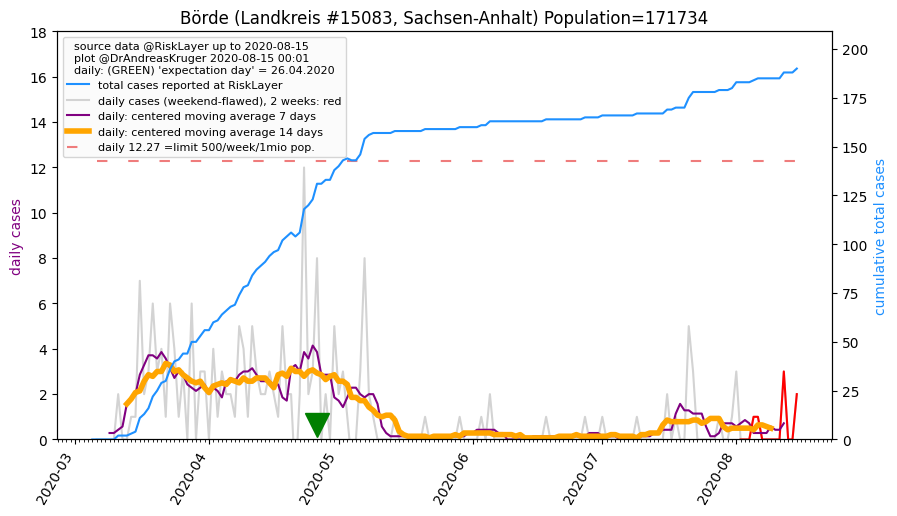 Börde (Landkreis #15083, Sachsen-Anhalt) Population=171734
source data @RiskLayer up to 2020-08-15
plot @DrAndreasKruger 2020-08-15 00:01
daily: (GREEN) 'expectation day' = 26.04.2020
total cases reported at RiskLayer
daily cases (weekend-flawed), 2 weeks: red
daily: centered moving average 7 days
daily: centered moving average 14 days
daily 12.27 =limit 500/week/1mio pop.
daily cases
18
16
14
12
10
8
6
4
2
0
200
175
150
125
100
75
50
25
0
cumulative total cases
2020-03
2020-04
2020-05
2020-06
2020-07
2020-08